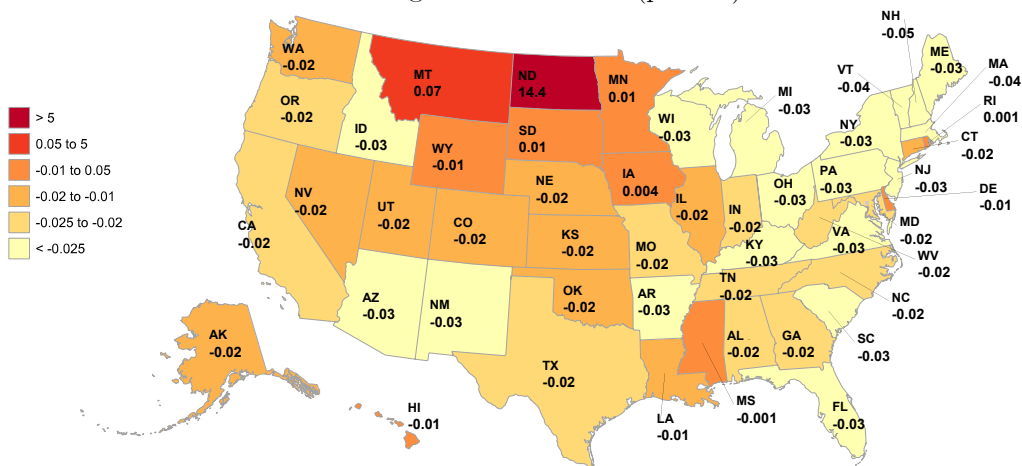 > 5
0.05 to 5
-0.01 to 0.05
-0.02 to -0.01
-0.025 to -0.02
< -0.025
WA
-0.02
OR
-0.02
CA
-0.02
ID
-0.03
NV
-0.02
MT
0.07
WY
-0.01
UT
-0.02
CO
-0.02
AZ
-0.03
NM
-0.03
ND
14.4
SD
0.01
NE
-0.02
KS
-0.02
OK
-0.02
TX
-0.02
MN
0.01
IA
0.004
MO
-0.02
AR
-0.03
LA
-0.01
WI
-0.03
IL
-0.02
MI
-0.03
IN
-0.02
OH
-0.03
KY
-0.03
TN
-0.02
MS
-0.001
AL
-0.02
GA
-0.02
FL
-0.03
SC
-0.03
NC
-0.02
VA
-0.03
WV
-0.02
MD
-0.02
DE
-0.01
PA
-0.03
NJ
-0.03
NY
-0.03
CT
-0.02
RI
0.001
MA
-0.04
VT
-0.04
NH
-0.05
ME
-0.03
AK
-0.02
HI
-0.01